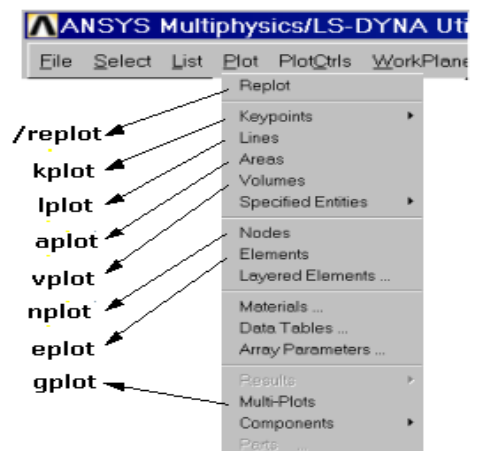 ANSYS Multiphysics/LS-DYNA Uti
File Select List Plot PlotCtrls WorkPlane
Replot
Keypoints
Lines
Areas
Volumes
Specified Entities
Nodes
Elements
Layered Elements ...
Materials ...
Data Tables ...
Array Parameters ...
Results
Multi-Plots
Components
Parts ...
/replot
kplot
lplot
aplot
vplot
nplot
eplot
gplot